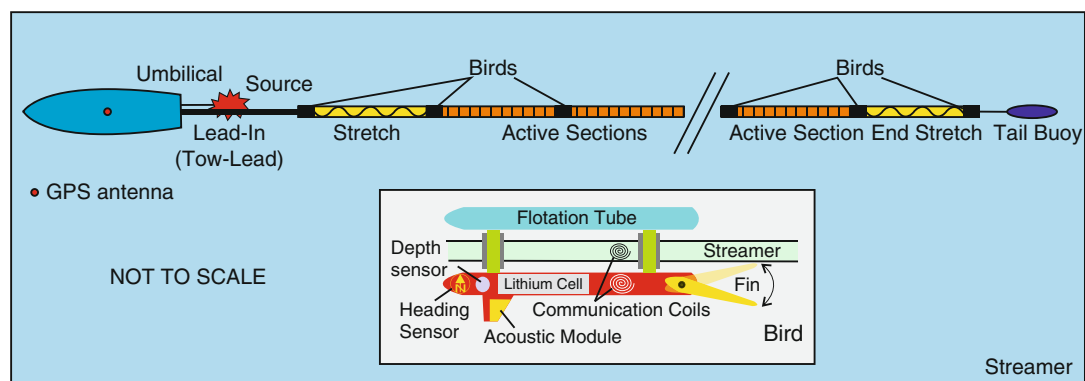 Umbilical
Source
Birds
Birds
Lead-In
(Tow-Lead)
Stretch
Active Sections
Active Section
End Stretch
Tail Buoy
GPS antenna
NOT TO SCALE
Flotation Tube
Depth
sensor
Streamer
Lithium Cell
Fin
N
Heading
Sensor
Communication
Coils
Acoustic Module
Bird
Streamer